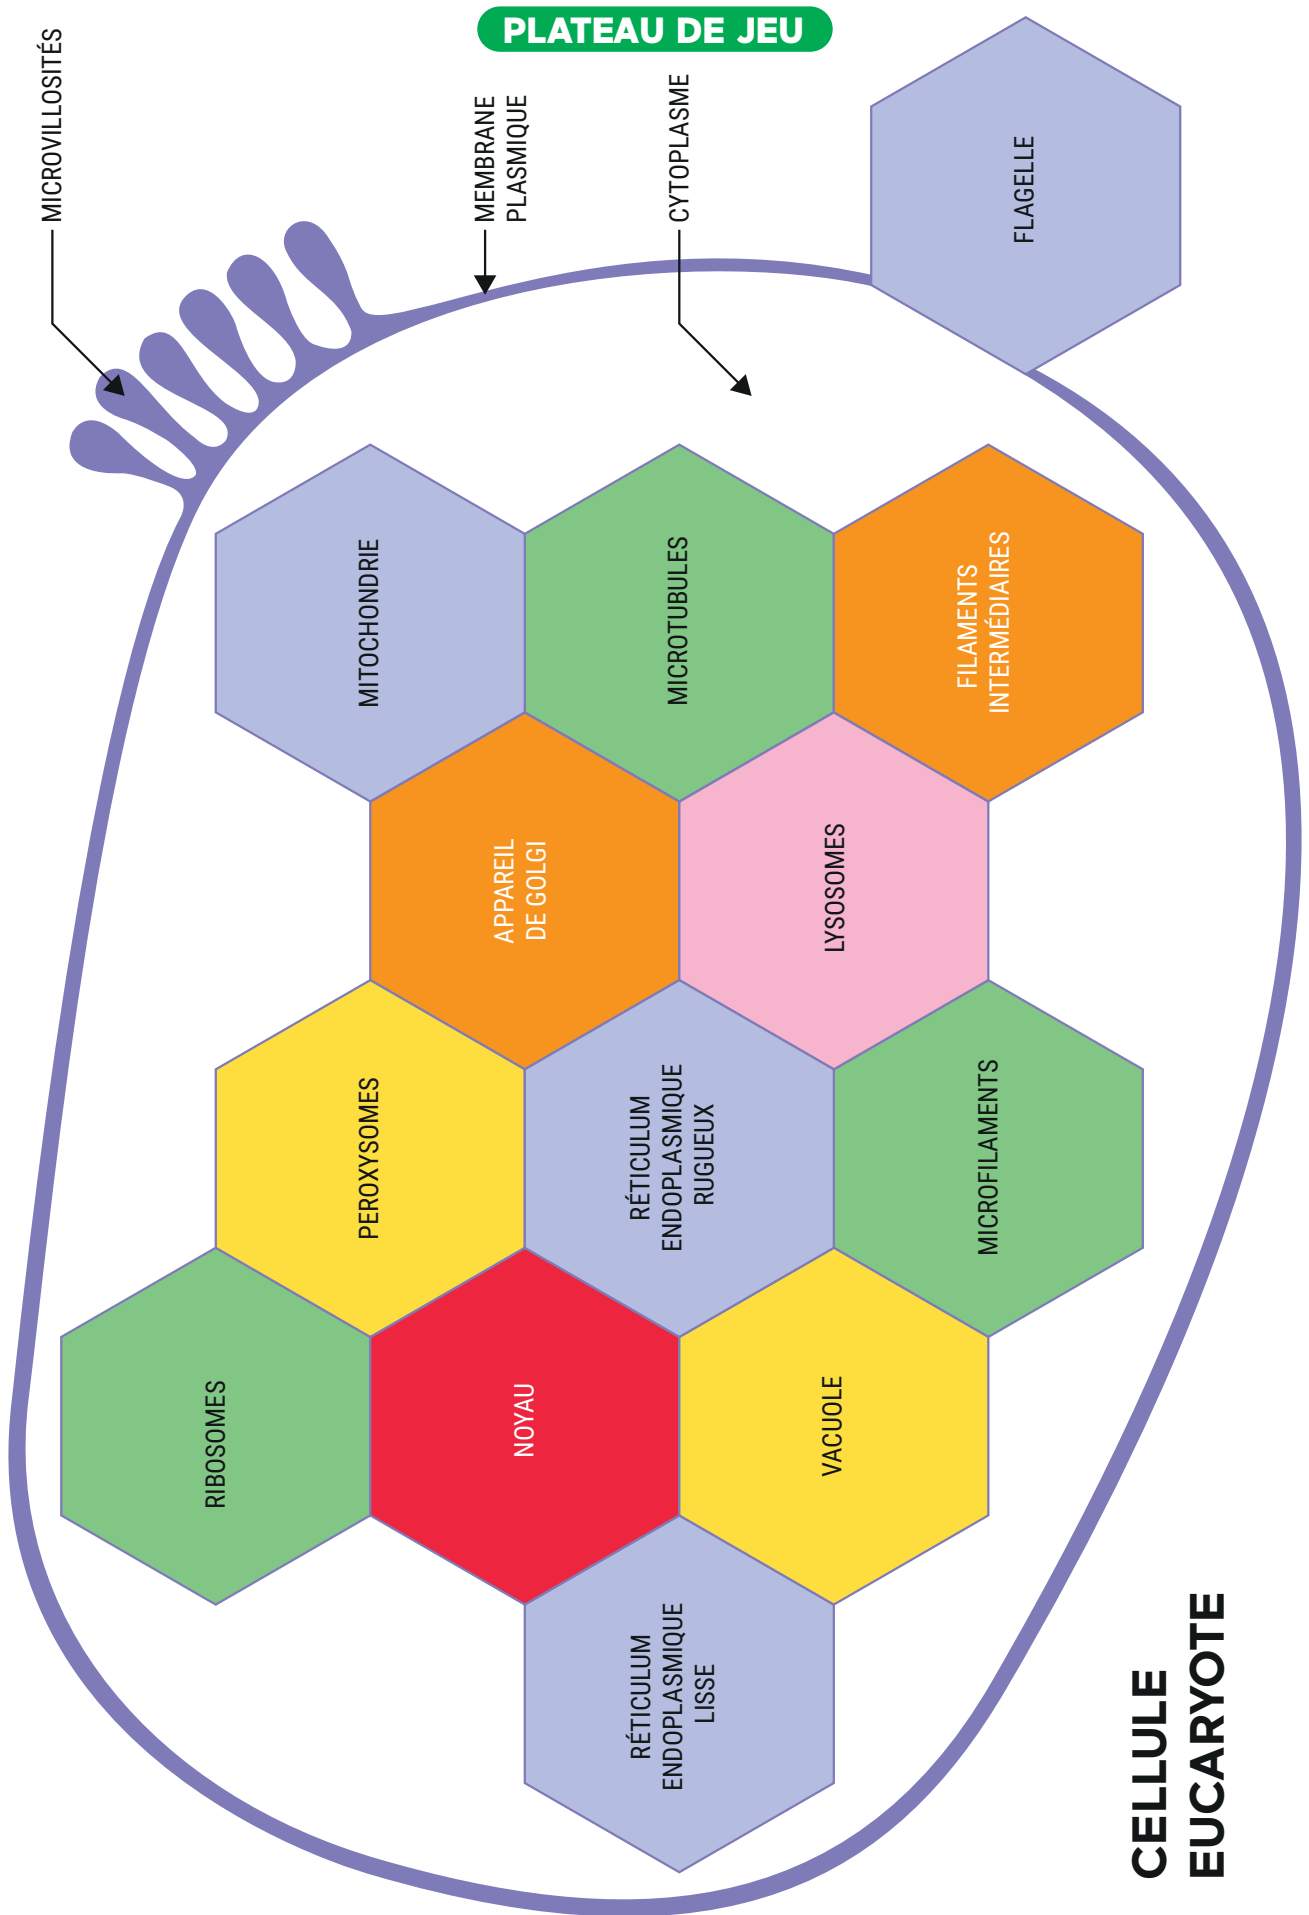 PLATEAU DE JEU
MICROVILLOSITÉS
MEMBRANE
PLASMIQUE
CYTOPLASME
FLAGELLE
MITOCHONDRIE
MICROTUBULES
FILAMENTS
INTERMÉDIAIRES
APPAREIL
DE GOLGI
LYSOSOMES
PEROXYSOMES
RÉTICULUM
ENDOPLASMIQUE
RUGUEUX
MICROFILAMENTS
RIBOSOMES
NOYAU
VACUOLE
RÉTICULUM
ENDOPLASMIQUE
LISSE
CELLULE
EUCARYOTE